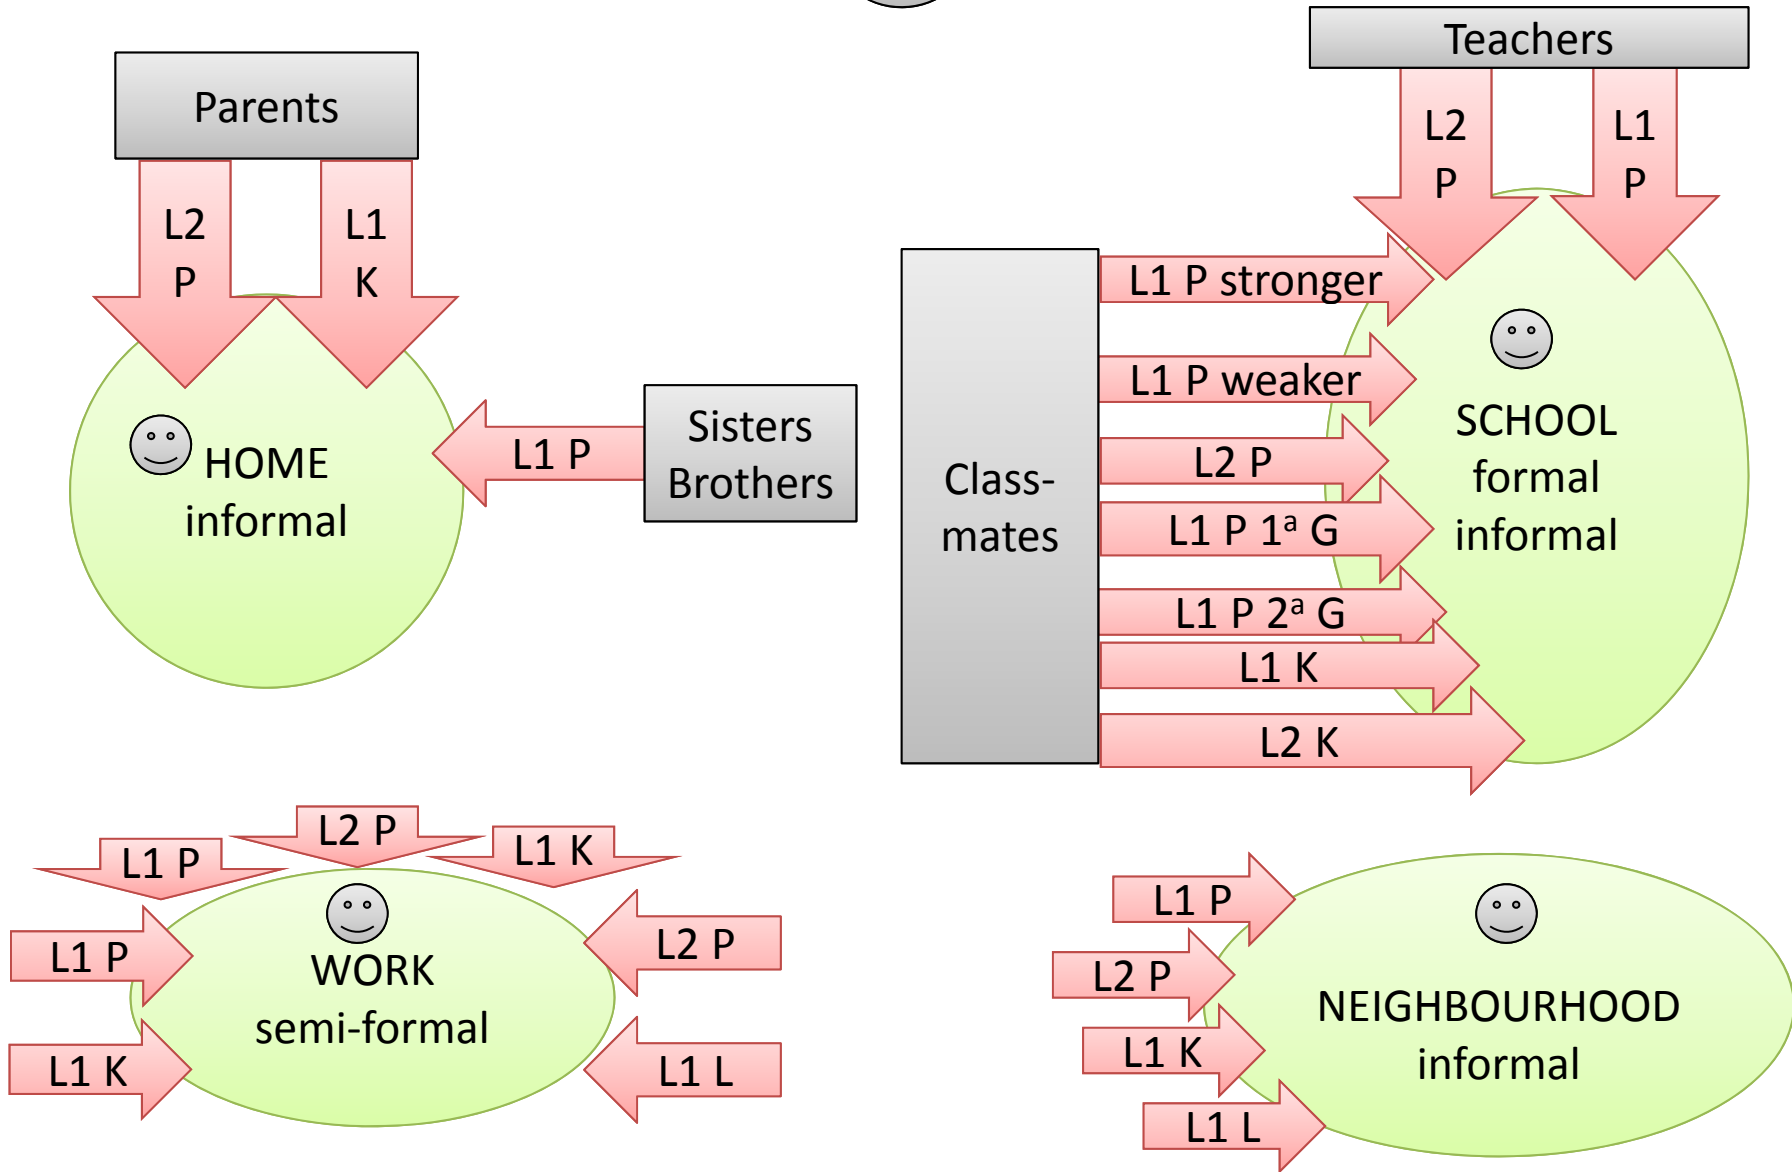 Parents
L2
P
L1
K
HOME
informal
L1 P
Sisters
Brothers
Teachers
L2
P
L1
P
Class-
mates
L1 P stronger
L1 P weaker
L2 P
L1 P 1ª G
L1 P 2ª G
L1 K
L2 K
SCHOOL
formal
informal
L1 P
L2 P
L1 K
L1 P
L1 K
WORK
semi-formal
L2 P
L1 L
L1 P
L2 P
L1 K
L1 L
NEIGHBOURHOOD
informal